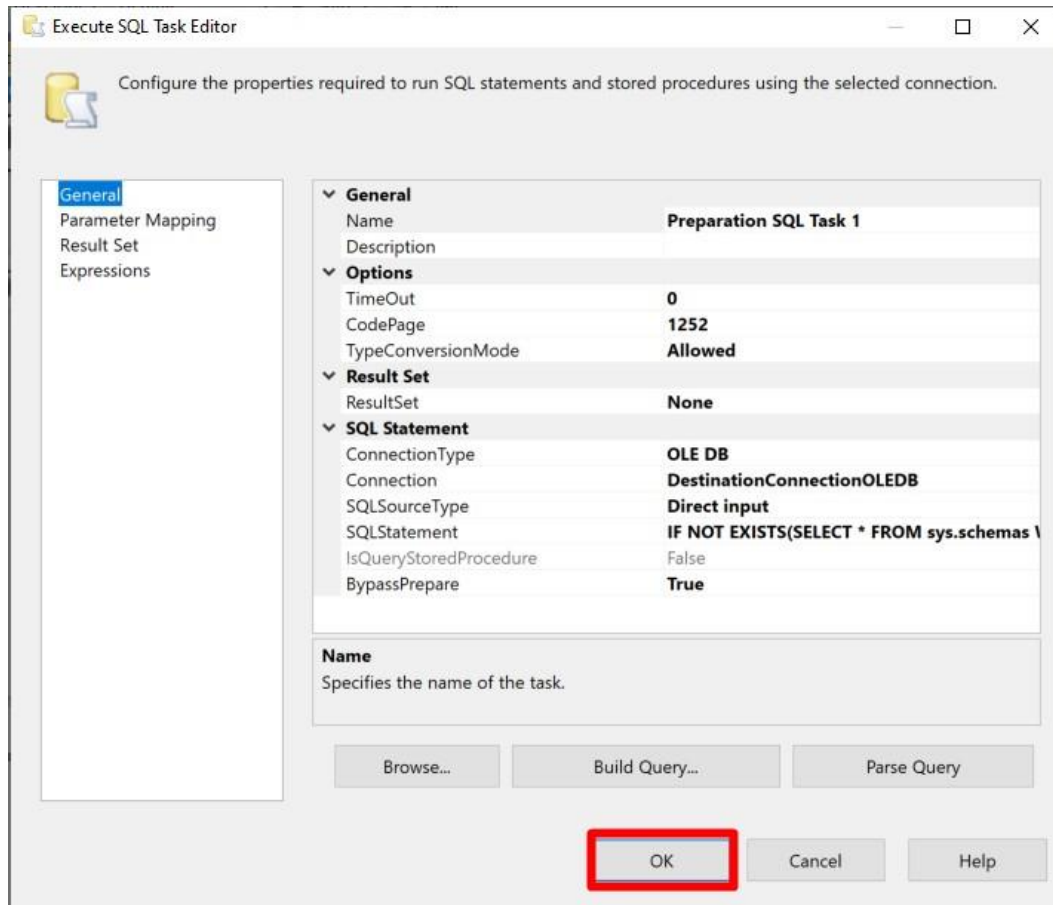 Execute SQL Task Editor
Configure the properties required to run SQL statements and stored procedures using the selected connection.
General
Parameter Mapping
Result Set
Expressions
General
Name Preparation SQL Task 1
Description
Options
TimeOut 0
CodePage 1252
TypeConversionMode Allowed
Result Set
ResultSet None
SQL Statement
ConnectionType OLE DB
Connection DestinationConnectionOLEDB
SQLSourceType Direct input
SQLStatement IF NOT EXISTS(SELECT * FROM sys.schemas
IsQueryStoredProcedure False
BypassPrepare True
Name
Specifies the name of the task.
Browse... Build Query... Parse Query
OK Cancel Help